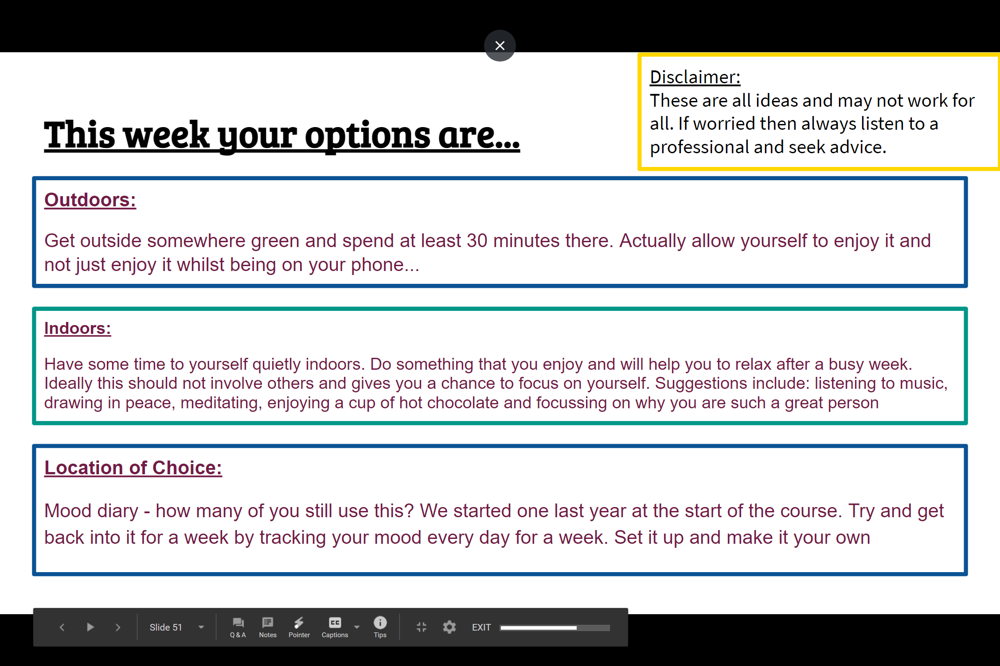 Disclaimer:
These are all ideas and may not work for
all. If worried then always listen to a
professional and seek advice.
This week your options are...
Outdoors:
Get outside somewhere green and spend at least 30 minutes there. Actually allow yourself to enjoy it and
not just enjoy it whilst being on your phone...
Indoors:
Have some time to yourself quietly indoors. Do something that you enjoy and will help you to relax after a busy week.
Ideally this should not involve others and gives you a chance to focus on yourself. Suggestions include: listening to music,
drawing in peace, meditating, enjoying a cup of hot chocolate and focussing on why you are such a great person
Location of Choice:
Mood diary - how many of you still use this? We started one last year at the start of the course. Try and get
back into it for a week by tracking your mood every day for a week. Set it up and make it your own
Slide 51
Q & A
Notes
Pointer
CC
Captions
Tips
EXIT